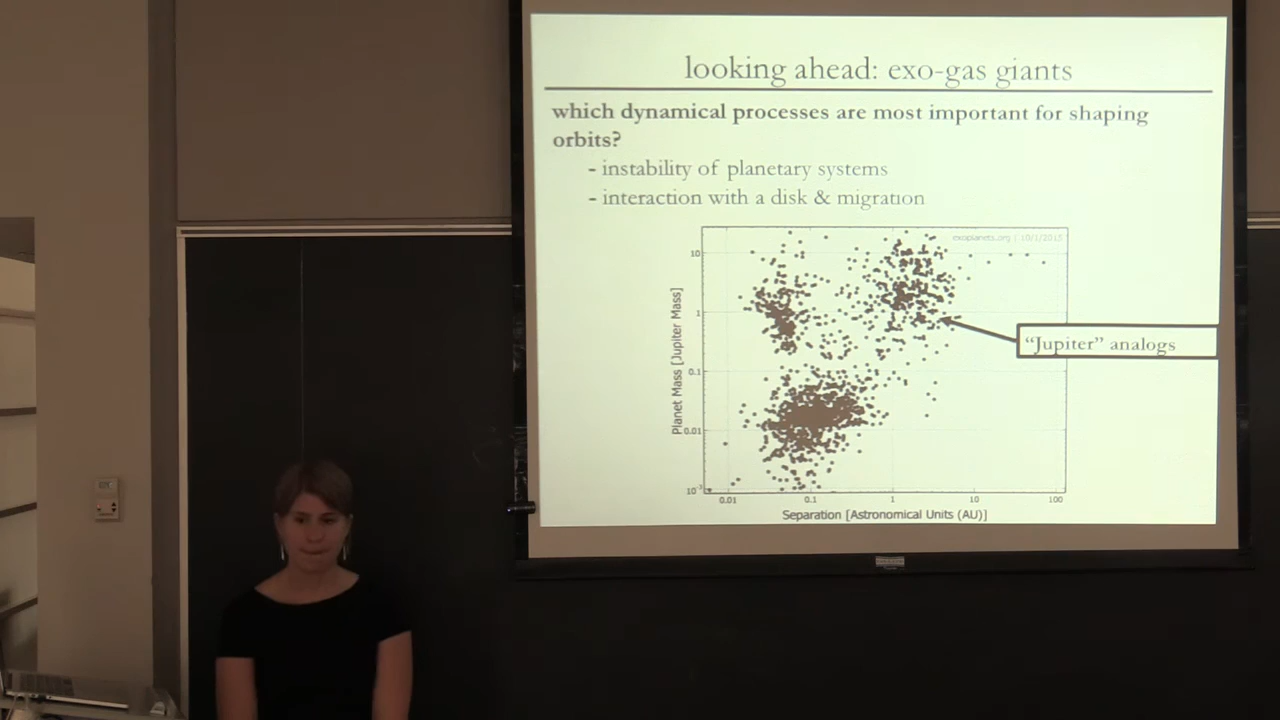 looking ahead: exo-gas giants
which dynamical processes are most important for shaping
orbits?
- instability of planetary systems
- interaction with a disk & migration
exoplanets.org | 10/1/2015
10
1
0.1
0.01
Planet Mass [Jupiter Mass]
"Jupiter" analogs
0.01
0.1
1
10
100
Separation [Astronomical Units (AU)]